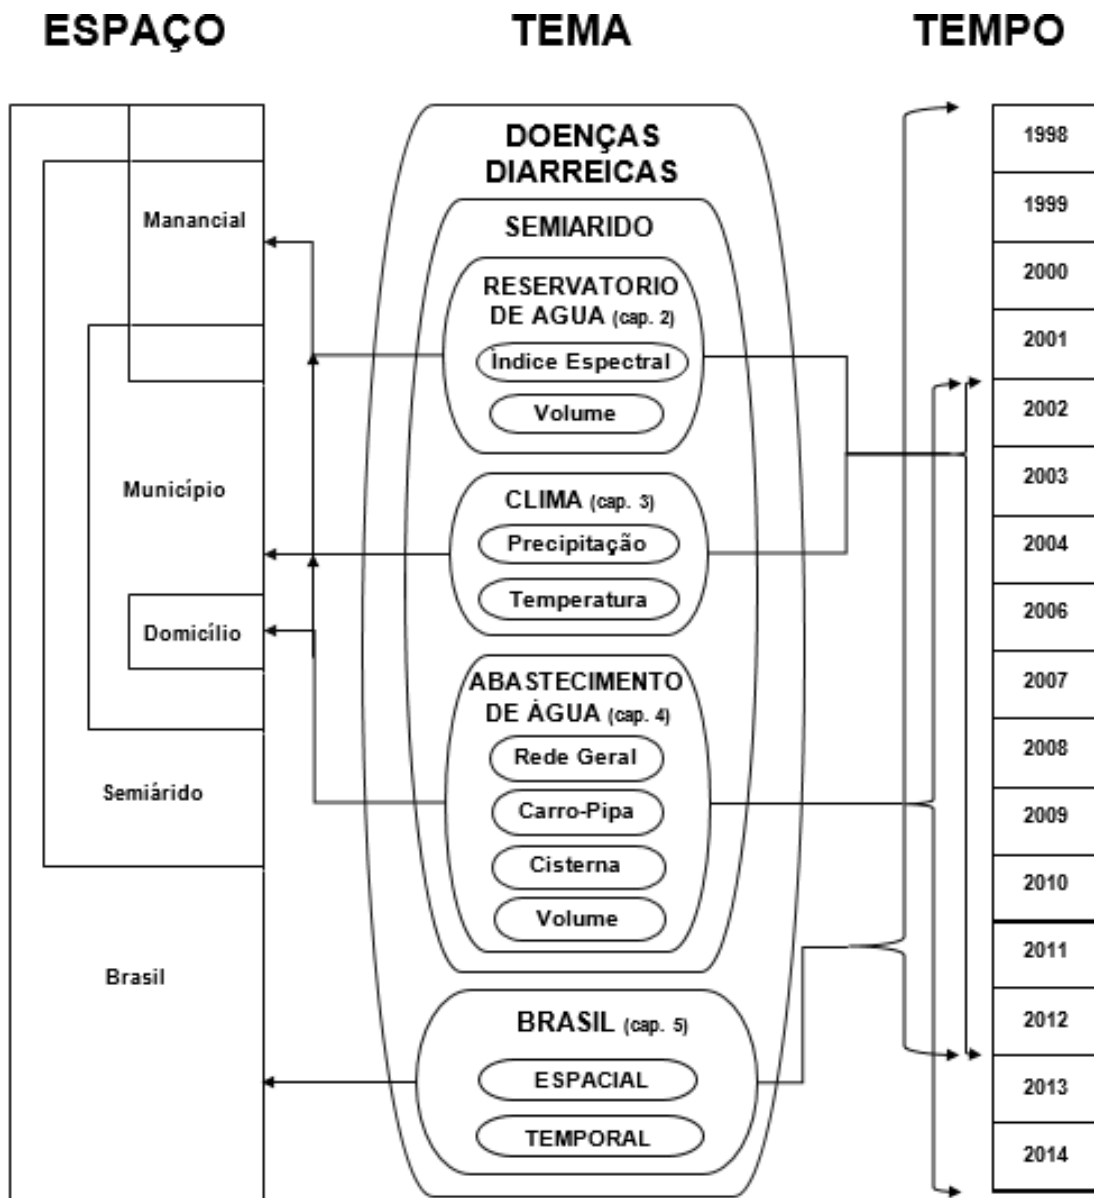 ESPAÇO
TEMA
TEMPO
Manancial
Município
Domicílio
Semiárido
Brasil
DOENÇAS
DIARREICAS
SEMIARIDO
RESERVATORIO
DE AGUA (cap. 2)
Índice Espectral
Volume
CLIMA (cap. 3)
Precipitação
Temperatura
ABASTECIMENTO
DE ÁGUA (cap. 4)
Rede Geral
Carro-Pipa
Cisterna
Volume
BRASIL (cap. 5)
ESPACIAL
TEMPORAL
1998
1999
2000
2001
2002
2003
2004
2006
2007
2008
2009
2010
2011
2012
2013
2014